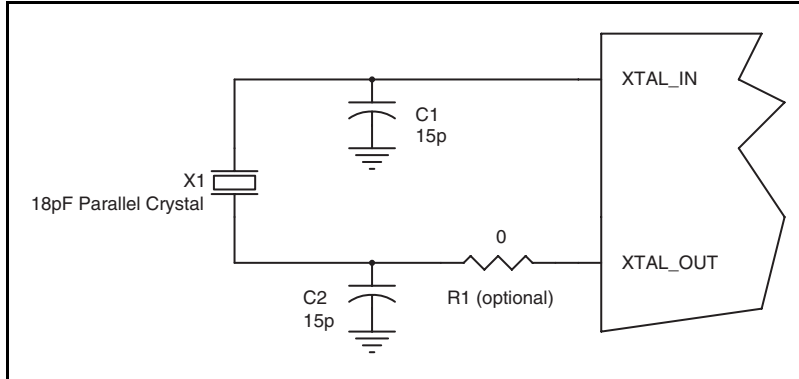 XTAL_IN
C1
15p
X1
18pF Parallel Crystal
0
XTAL_OUT
C2
15p
R1 (optional)